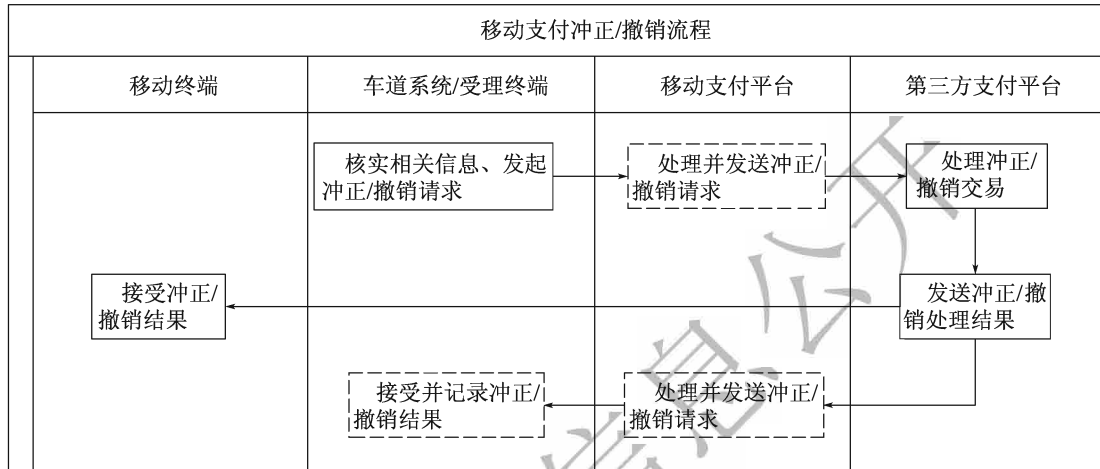 移动支付冲正/撤销流程
移动终端
车道系统/受理终端
移动支付平台
第三方支付平台
核实相关信息、发起
冲正/撤销请求
处理并发送冲正/
撤销请求
处理冲正/
撤销交易
接受冲正/
撤销结果
发送冲正/撤
销处理结果
接受并记录冲正/
撤销结果
处理并发送冲正/
撤销请求
信息公开